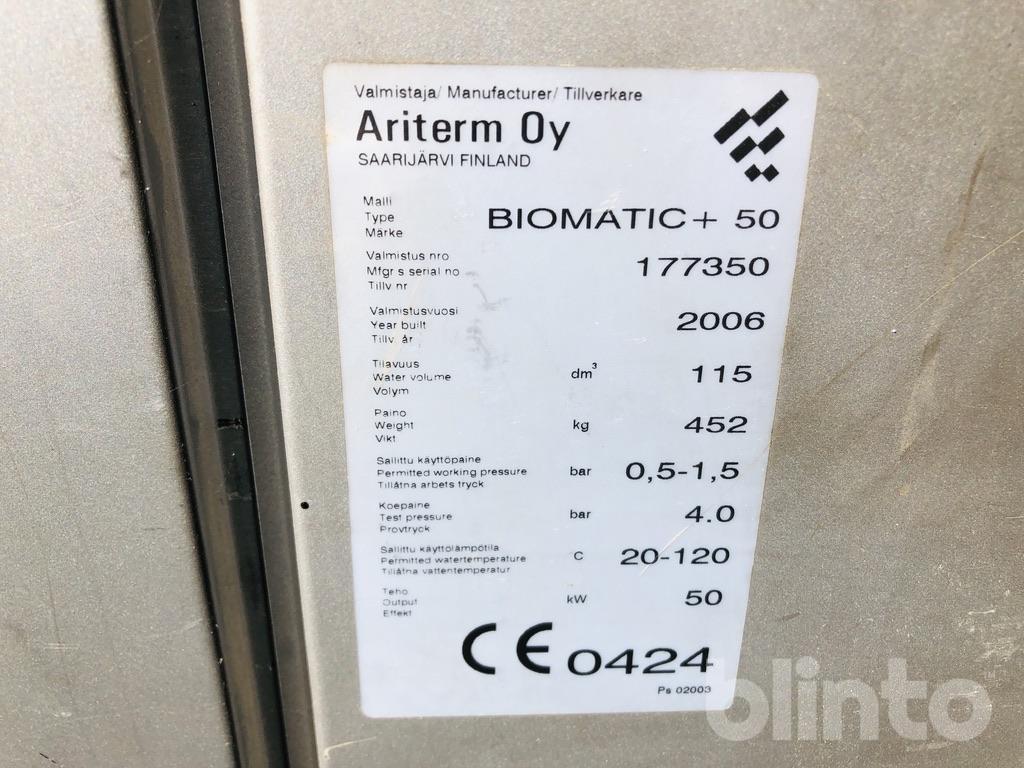 Valmistaja/ Manufacturer/ Tillverkare
Ariterm Oy
SAARIJÄRVI FINLAND
Malli
Type
Märke
BIOMATIC+ 50
Valmistus nro
Mfgr s serial no
Tillv nr
177350
Valmistusvuosi
Year built
Tillv. år
2006
Tilavuus
Water volume
Volym
dm³
115
Paino
Weight
Vikt
kg
452
Sallittu käyttöpaine
Permitted working pressure
Tillåtna arbets tryck
bar
0,5-1,5
Koepaine
Test pressure
Provtryck
bar
4.0
Sallittu käyttölämpötila
Permitted watertemperature
Tillåtna vattentemperatur
C
20-120
Teho
Output
Effekt
kW
50
CE 0424
Ps 02003
blinto